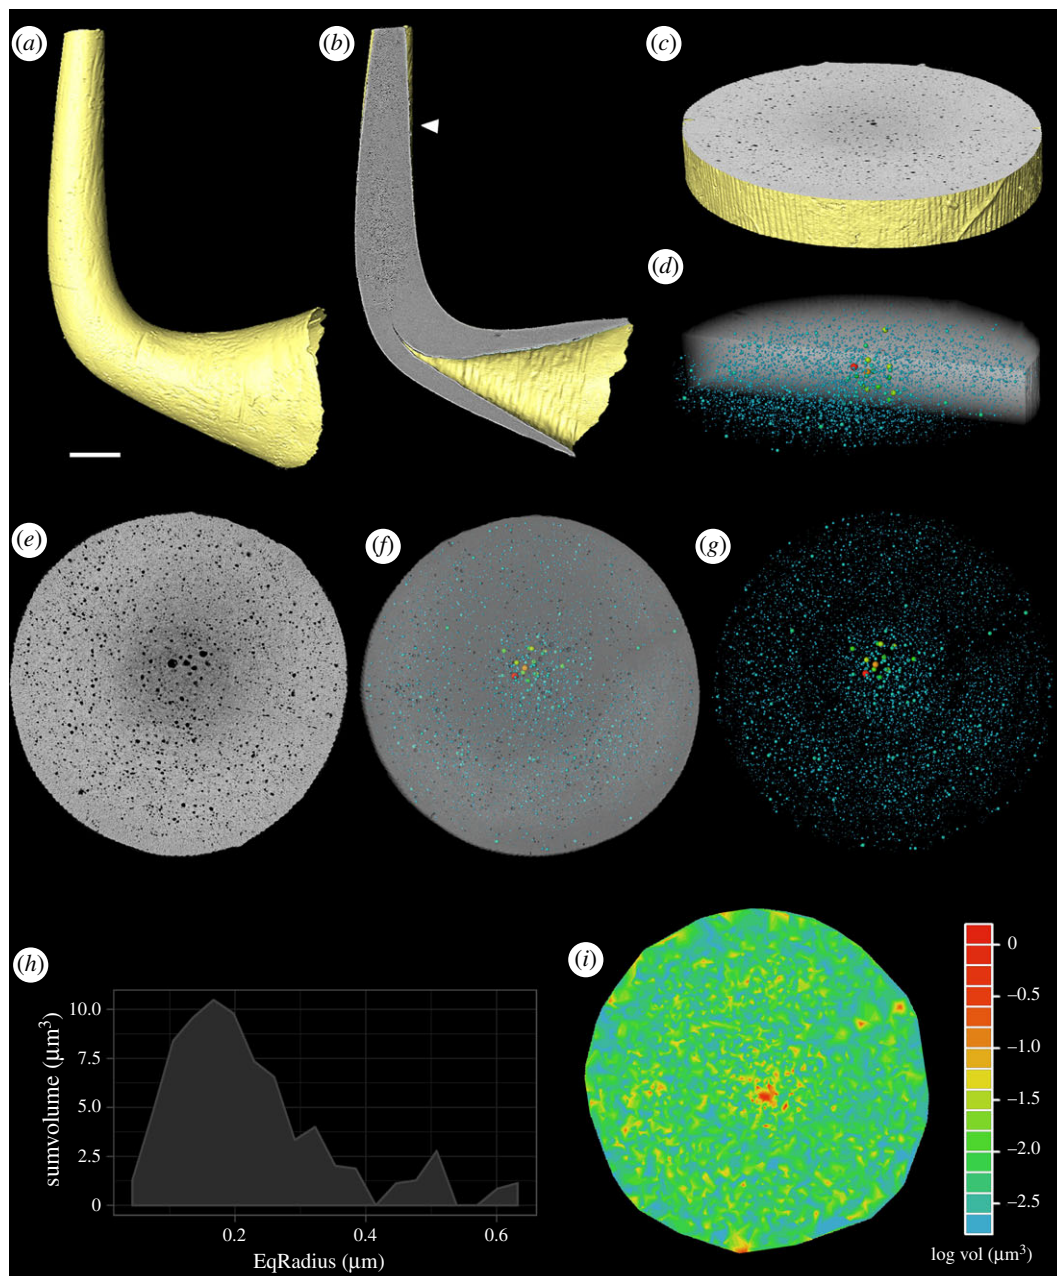 (a)
(b)
(c)
(d)
(e)
(f)
(g)
(h)
10.0
7.5
5.0
2.5
0
sumvolume (µm³)
0.2
0.4
0.6
EqRadius (µm)
(i)
0
–0.5
–1.0
–1.5
–2.0
–2.5
log vol (µm³)